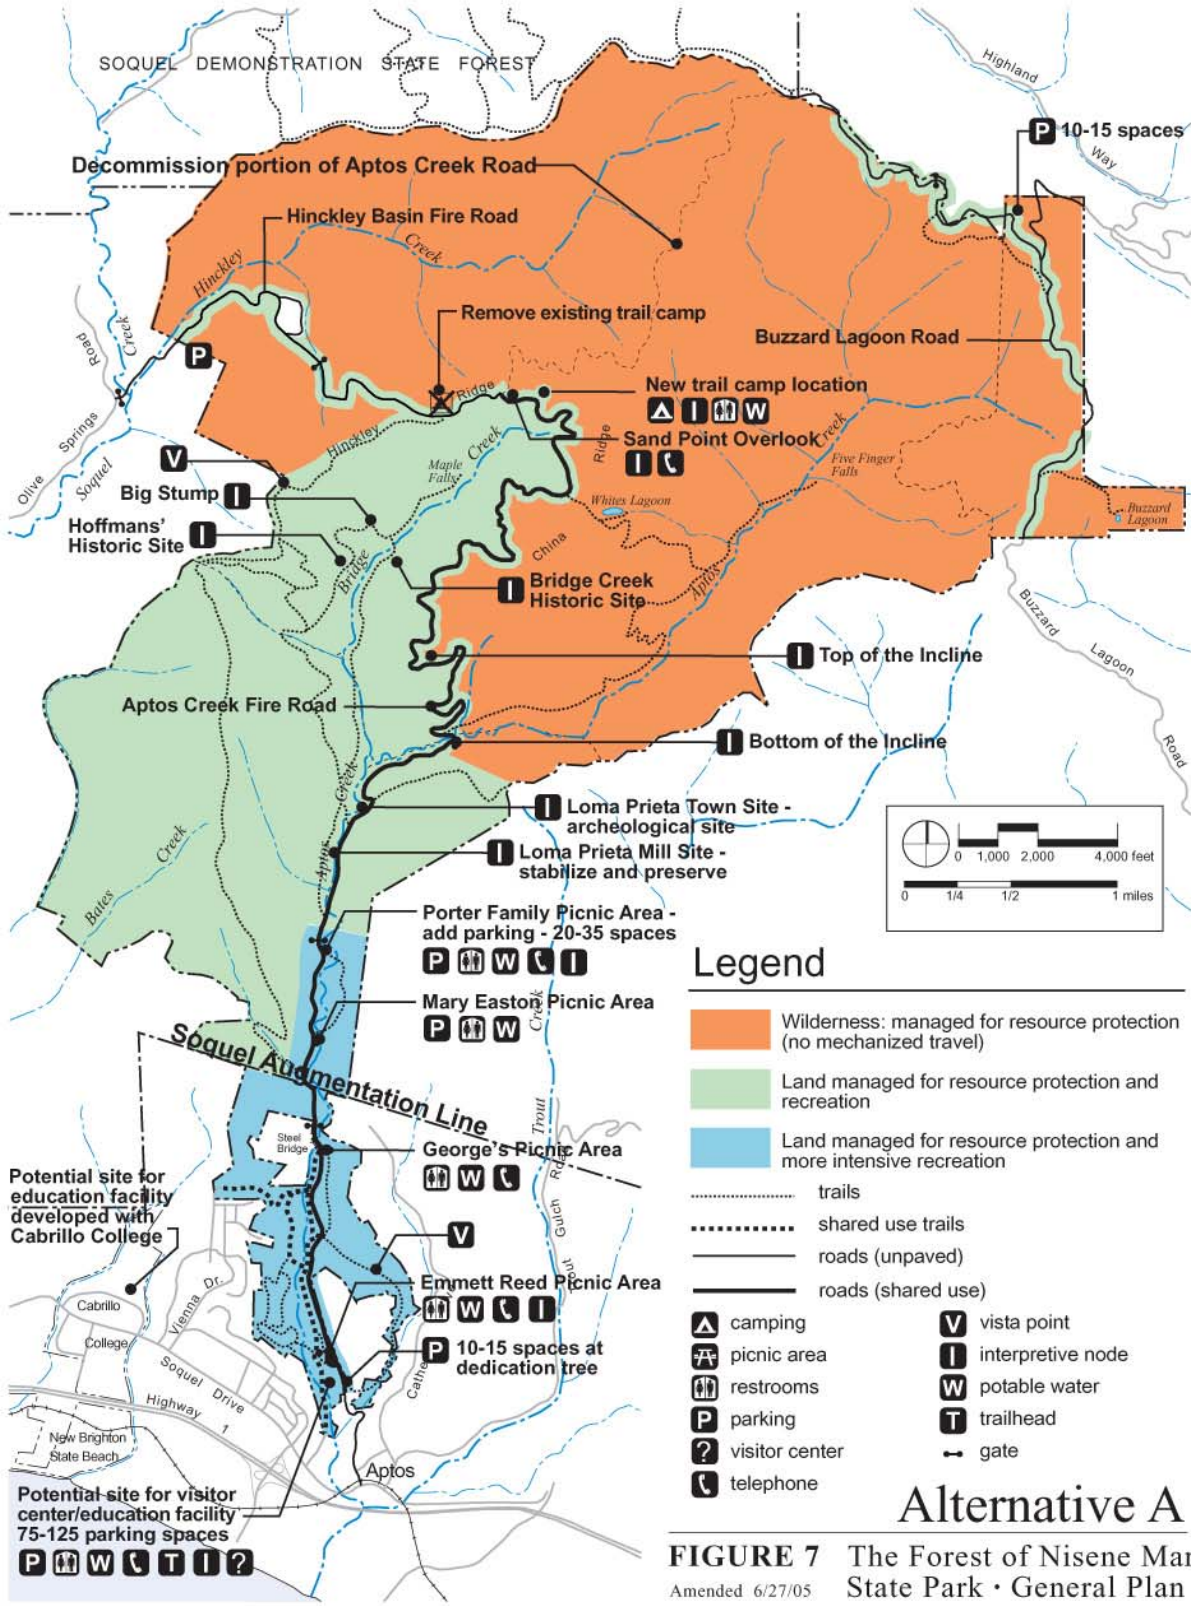 SOQUEL DEMONSTRATION STATE FOREST
Highland
Way
P 10-15 spaces
Decommission portion of Aptos Creek Road
Hinckley Basin Fire Road
Hinckley
Creek
Creek
Road
Remove existing trail camp
Buzzard Lagoon Road
P
Ridge
New trail camp location
I W
Sand Point Overlook
I
Creek
Ridge
Hinckley
Creek
Maple
Falls
Five Finger
Falls
Olive
Springs
Soquel
V
Big Stump I
Hoffmans'
Historic Site I
Whites Lagoon
Buzzard
Lagoon
China
Bridge
Aptos
I Bridge Creek
Historic Site
Buzzard
Lagoon
Road
I Top of the Incline
Aptos Creek Fire Road
I Bottom of the Incline
Creek
Aptos
I Loma Prieta Town Site -
archeological site
I Loma Prieta Mill Site -
stabilize and preserve
0 1,000 2,000 4,000 feet
0 1/4 1/2 1 miles
Creek
Bates
Porter Family Picnic Area -
add parking - 20-35 spaces
P W I
Mary Easton Picnic Area
P W
Creek
Trout
Soquel Augmentation Line
Steel
Bridge
George's Picnic Area
W
Potential site for
education facility
developed with
Cabrillo College
V
Gulch
Emmett Reed Picnic Area
W I
P 10-15 spaces at
dedication tree
Vienna Dr.
Cabrillo
College
Soquel Drive
Highway 1
New Brighton
State Beach
Aptos
Potential site for visitor
center/education facility
75-125 parking spaces
P W T I ?
Legend
Wilderness: managed for resource protection
(no mechanized travel)
Land managed for resource protection and
recreation
Land managed for resource protection and
more intensive recreation
trails
shared use trails
roads (unpaved)
roads (shared use)
camping
picnic area
restrooms
P parking
? visitor center
telephone
V vista point
I interpretive node
W potable water
T trailhead
gate
Alternative A
FIGURE 7 The Forest of Nisene Mar
Amended 6/27/05 State Park · General Plan